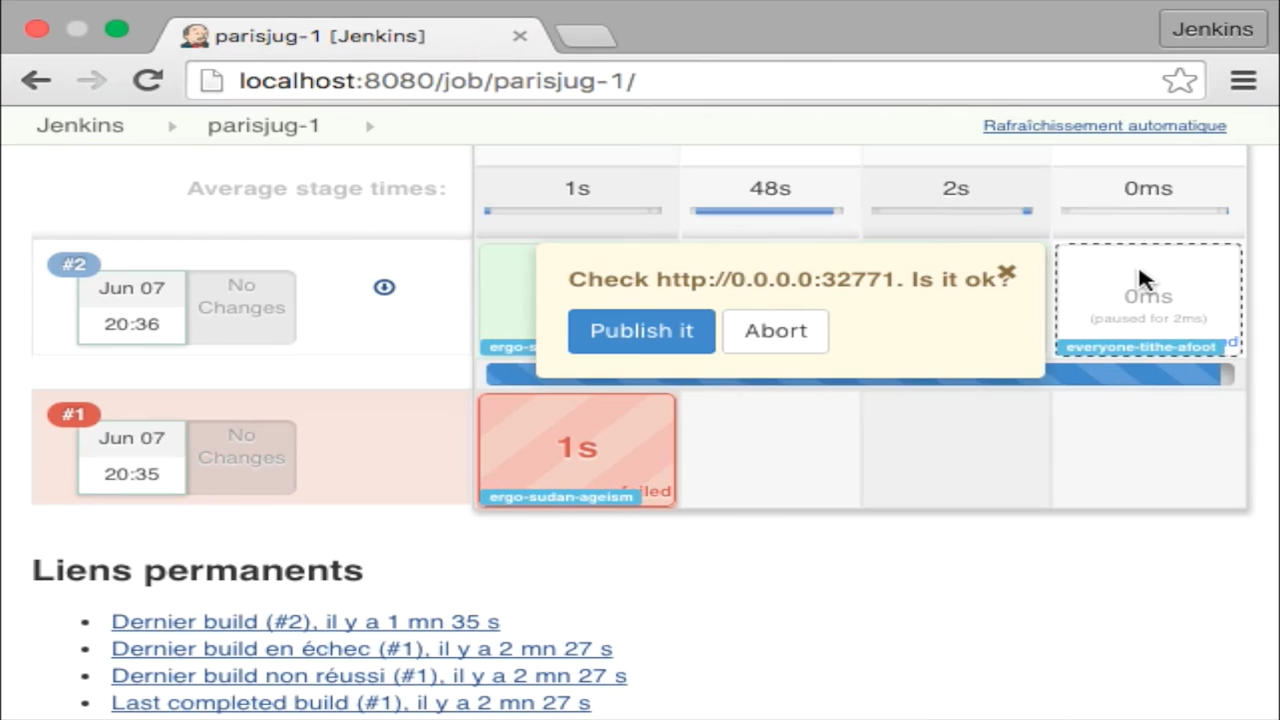 parisjug-1 [Jenkins]
Jenkins
localhost:8080/job/parisjug-1/
Jenkins
parisjug-1
Rafraîchissement automatique
Average stage times:
1s
48s
2s
0ms
#2
Jun 07
20:36
No
Changes
Check http://0.0.0.0:32771. Is it ok?
Publish it
Abort
0ms
(paused for 2ms)
everyone-tithe-afoot
#1
Jun 07
20:35
No
Changes
1s
ergo-sudan-ageism
Liens permanents
Dernier build (#2), il y a 1 mn 35 s
Dernier build en échec (#1), il y a 2 mn 27 s
Dernier build non réussi (#1), il y a 2 mn 27 s
Last completed build (#1), il y a 2 mn 27 s